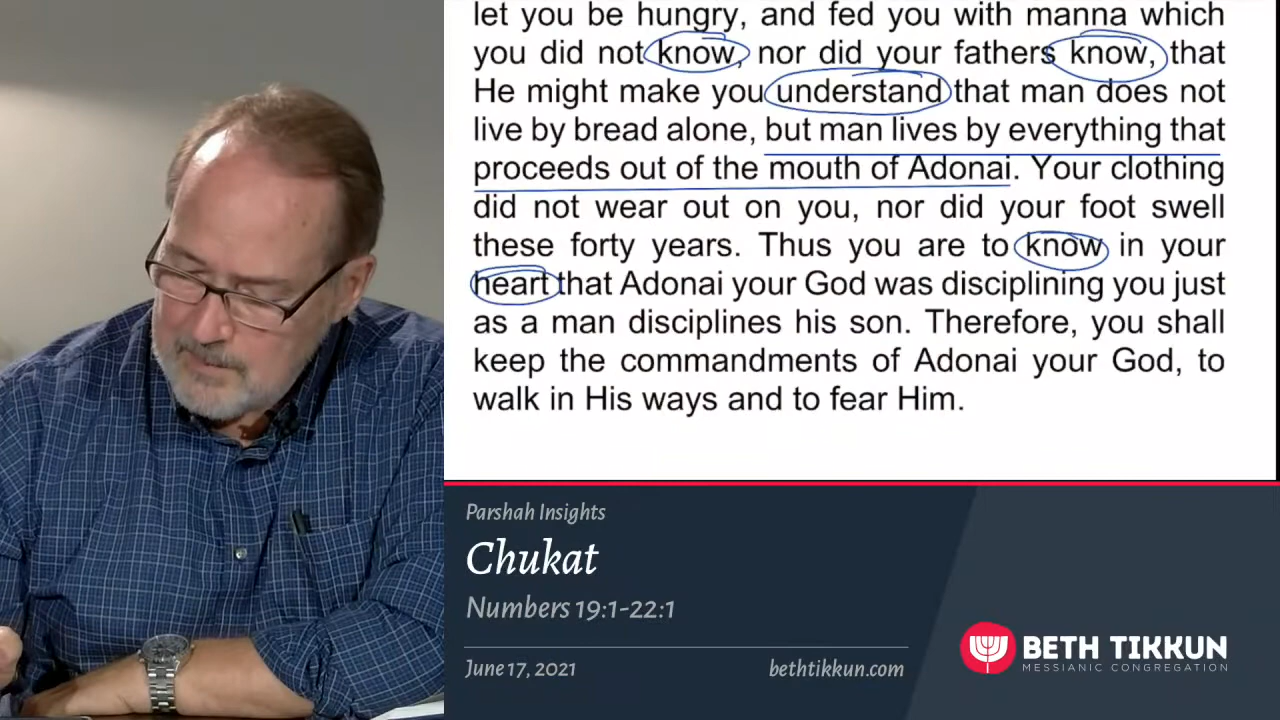 let you be hungry, and fed you with manna which
you did not know, nor did your fathers know, that
He might make you understand that man does not
live by bread alone, but man lives by everything that
proceeds out of the mouth of Adonai. Your clothing
did not wear out on you, nor did your foot swell
these forty years. Thus you are to know in your
heart that Adonai your God was disciplining you just
as a man disciplines his son. Therefore, you shall
keep the commandments of Adonai your God, to
walk in His ways and to fear Him.
Parshah Insights
Chukat
Numbers 19:1-22:1
June 17, 2021
bethtikkun.com
BETH TIKKUN
MESSIANIC CONGREGATION